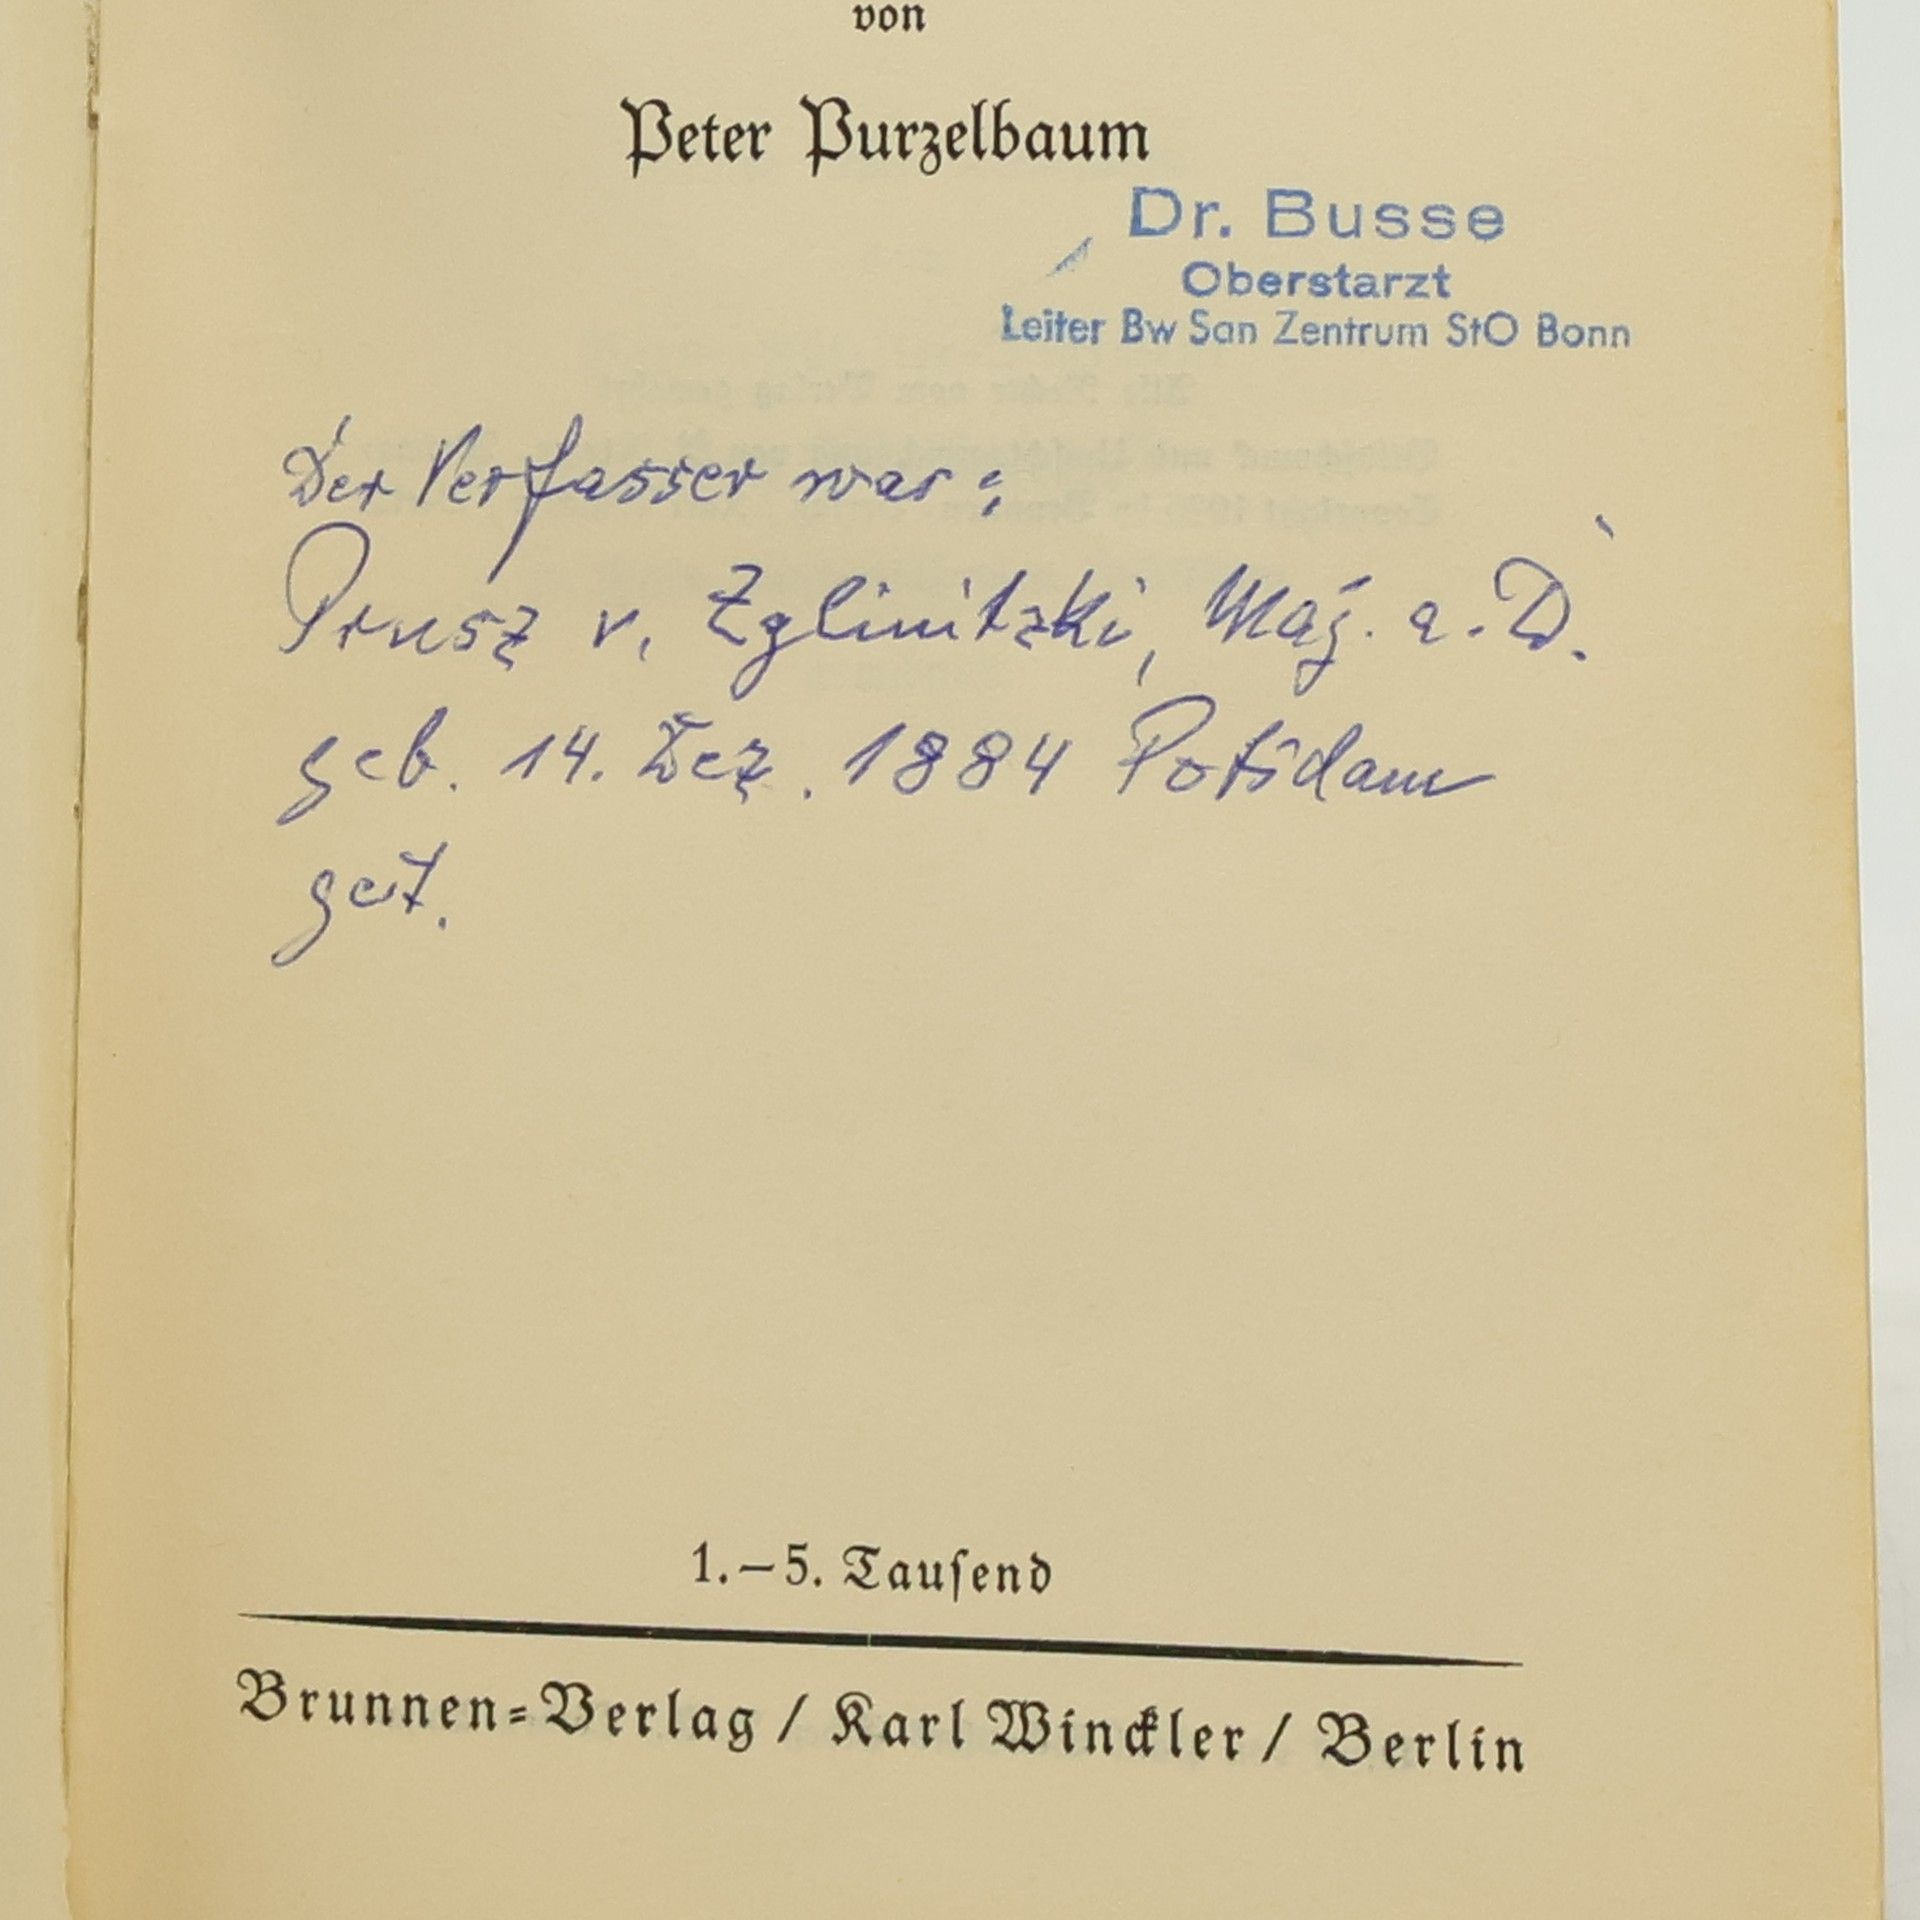 von
Peter Purzelbaum
Dr. Busse
Oberstarzt
Leiter Bw San Zentrum StO Bonn
Der Verfasser war:
Prusz v. Zglinitzki, Maj. a. D.
geb. 14. Dez. 1884 Potsdam
1.–5. Tausend
Brunnen-Verlag / Karl Winckler / Berlin